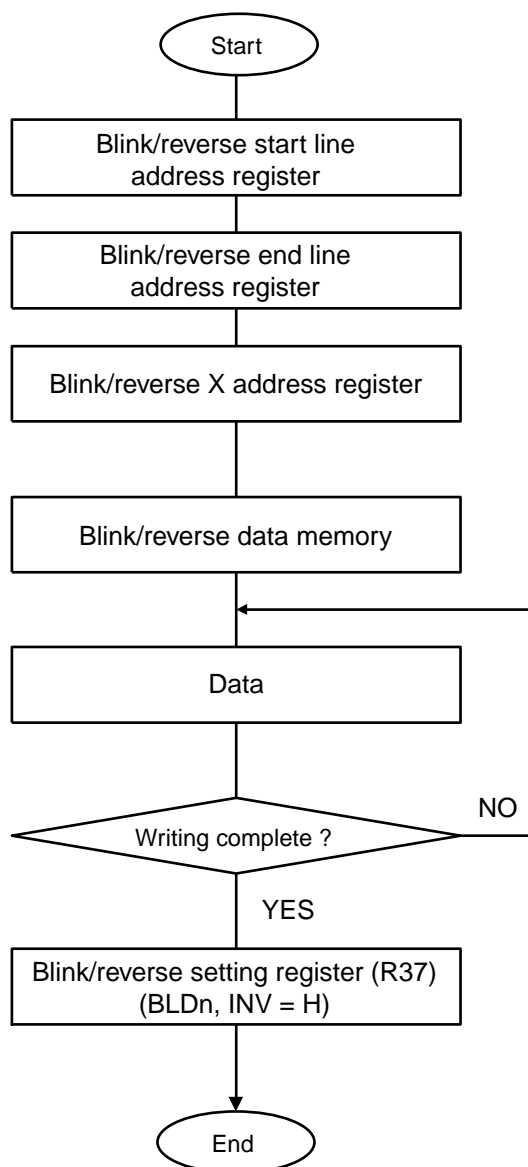 Start
Blink/reverse start line
address register
Blink/reverse end line
address register
Blink/reverse X address register
Blink/reverse data memory
Data
Writing complete ?
NO
YES
Blink/reverse setting register (R37)
(BLDn, INV = H)
End